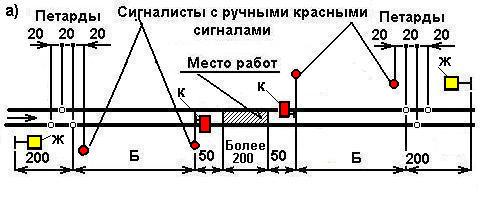 а)
Петарды
20 20 20
Сигналисты с ручными красными
сигналами
Петарды
20 20 20
Место работ
К
К
Ж
Ж
200
Б
50
Более
200
50
Б
200